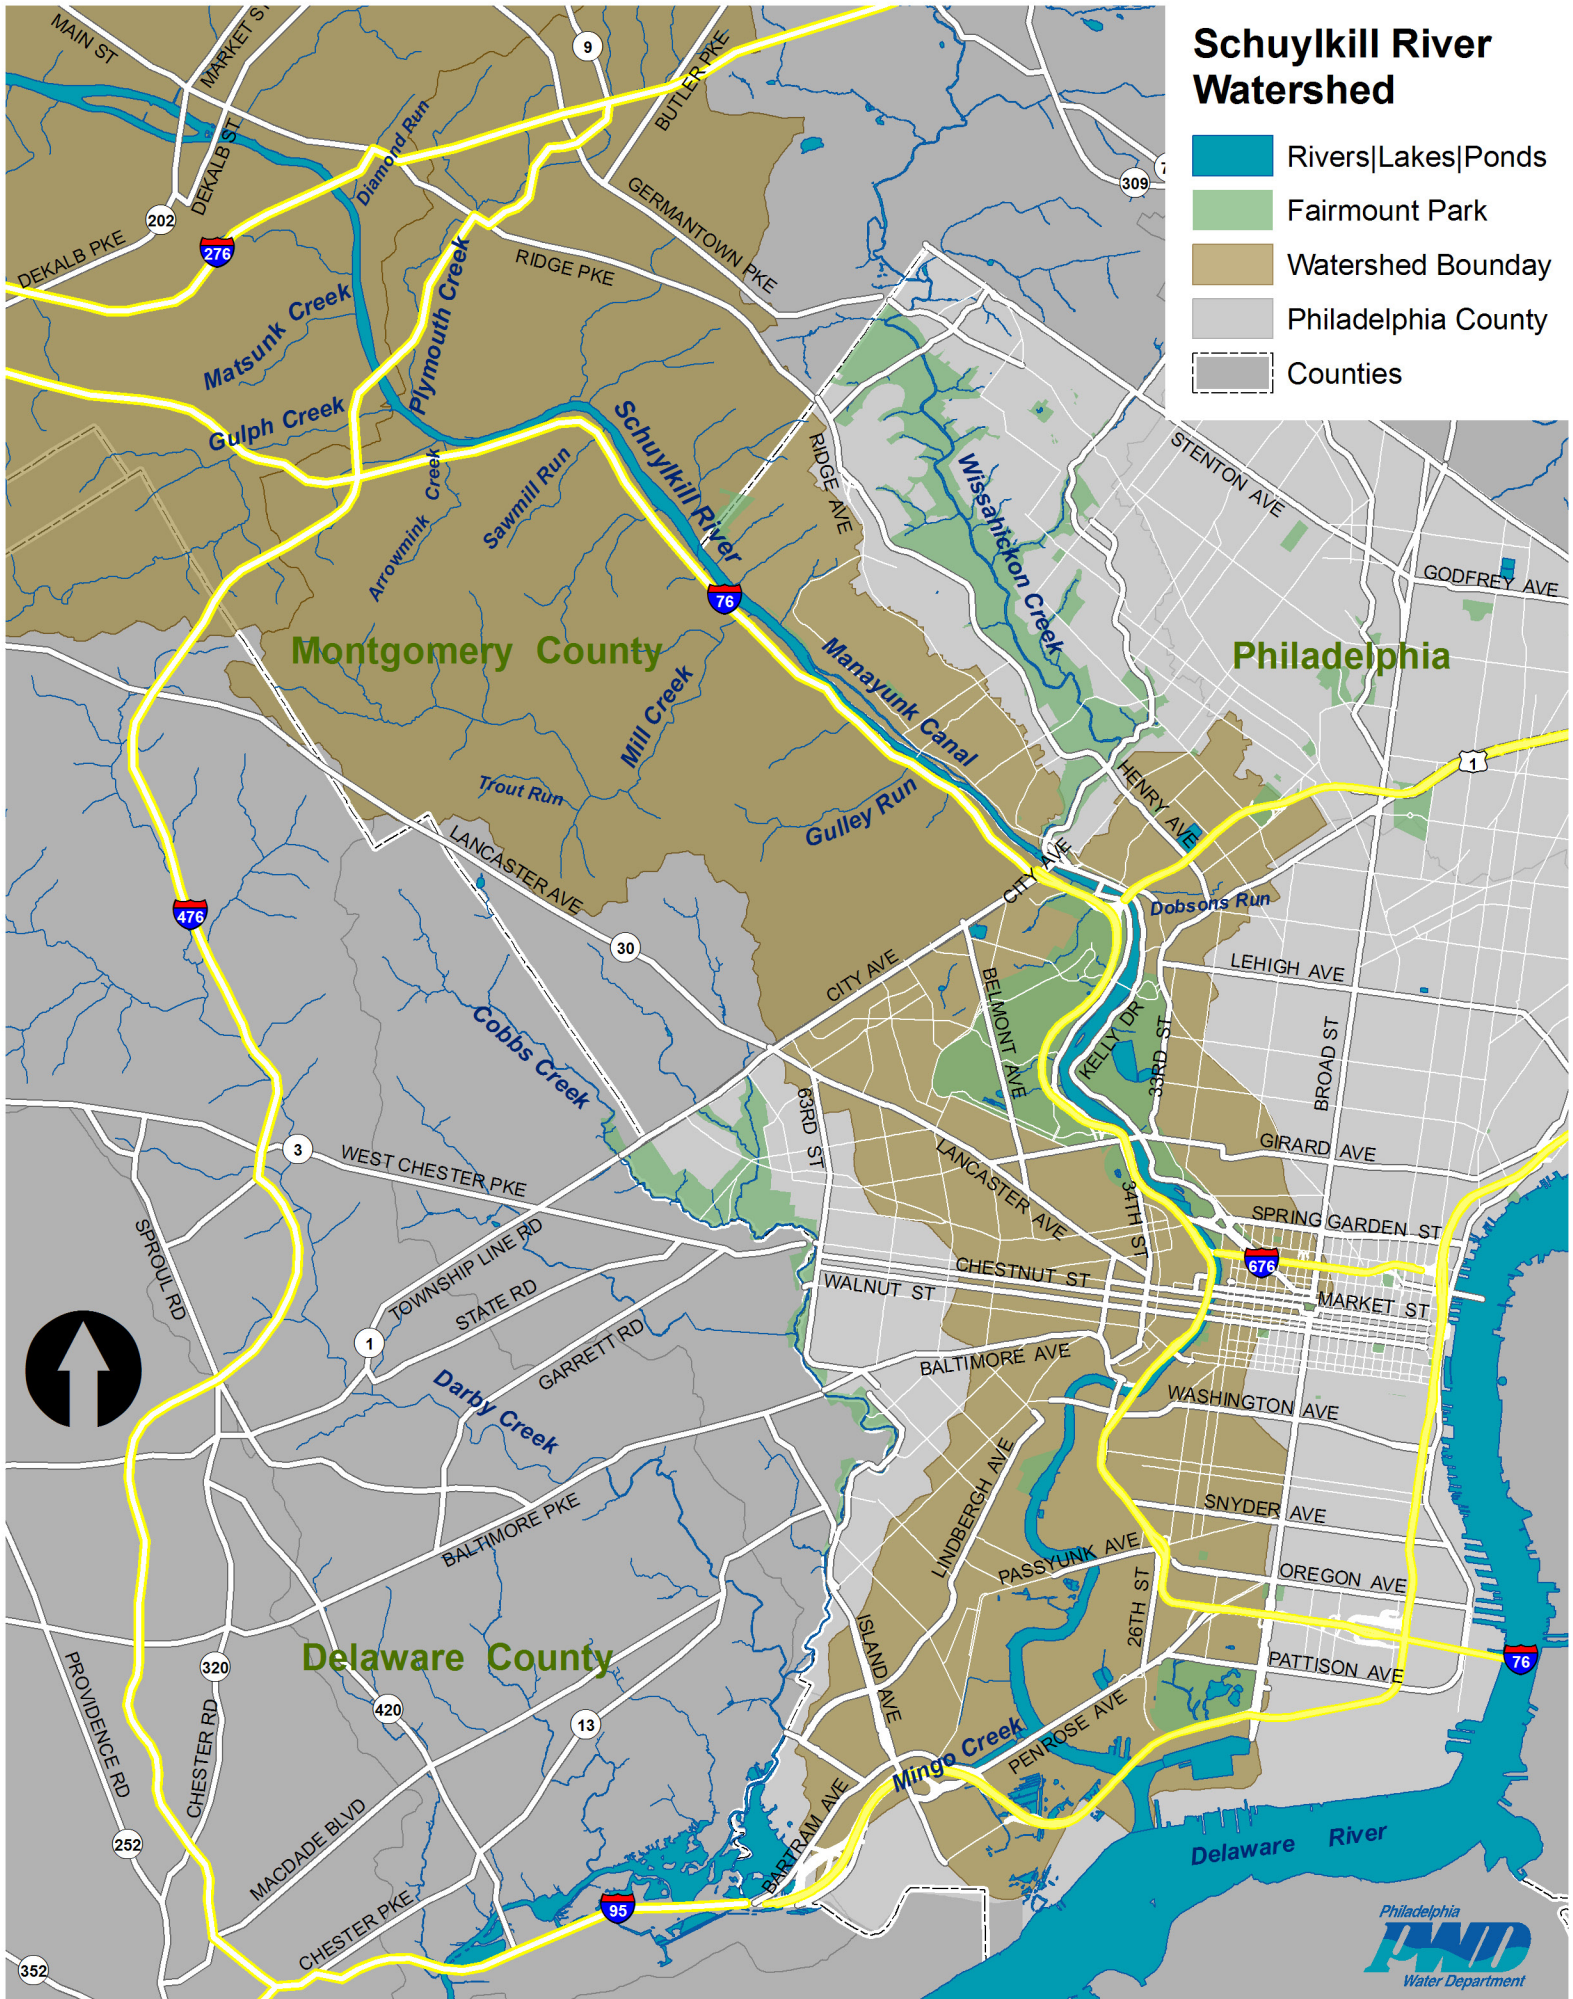 Schuylkill River
Watershed
Rivers|Lakes|Ponds
Fairmount Park
Watershed Bounday
Philadelphia County
Counties
MAIN ST
MARKET ST
9
BUTLER PKE
Diamond Run
DEKALB ST
309
7
202
DEKALB PKE
276
GERMANTOWN PKE
RIDGE PKE
Matsunk Creek
Plymouth Creek
Gulph Creek
Schuylkill River
RIDGE AVE
Wissahickon Creek
STENTON AVE
Creek
Arrowmink
Sawmill Run
GODFREY AVE
76
Montgomery County
Philadelphia
Mill Creek
Manayunk Canal
Trout Run
Gulley Run
HENRY AVE
1
LANCASTER AVE
CITY AVE
Dobsons Run
476
30
CITY AVE
BELMONT AVE
LEHIGH AVE
Cobbs Creek
KELLY DR
33RD ST
BROAD ST
63RD ST
3
WEST CHESTER PKE
LANCASTER AVE
GIRARD AVE
34TH ST
SPRING GARDEN ST
SPROUL RD
TOWNSHIP LINE RD
STATE RD
CHESTNUT ST
WALNUT ST
676
MARKET ST
1
GARRETT RD
BALTIMORE AVE
Darby Creek
WASHINGTON AVE
LINDBERGH AVE
BALTIMORE PKE
SNYDER AVE
PASSYUNK AVE
26TH ST
OREGON AVE
Delaware County
ISLAND AVE
PATTISON AVE
76
PROVIDENCE RD
320
420
13
CHESTER RD
Mingo Creek
PENROSE AVE
252
MACDADE BLVD
BARTRAM AVE
Delaware River
CHESTER PKE
95
352
Philadelphia
PWD
Water Department